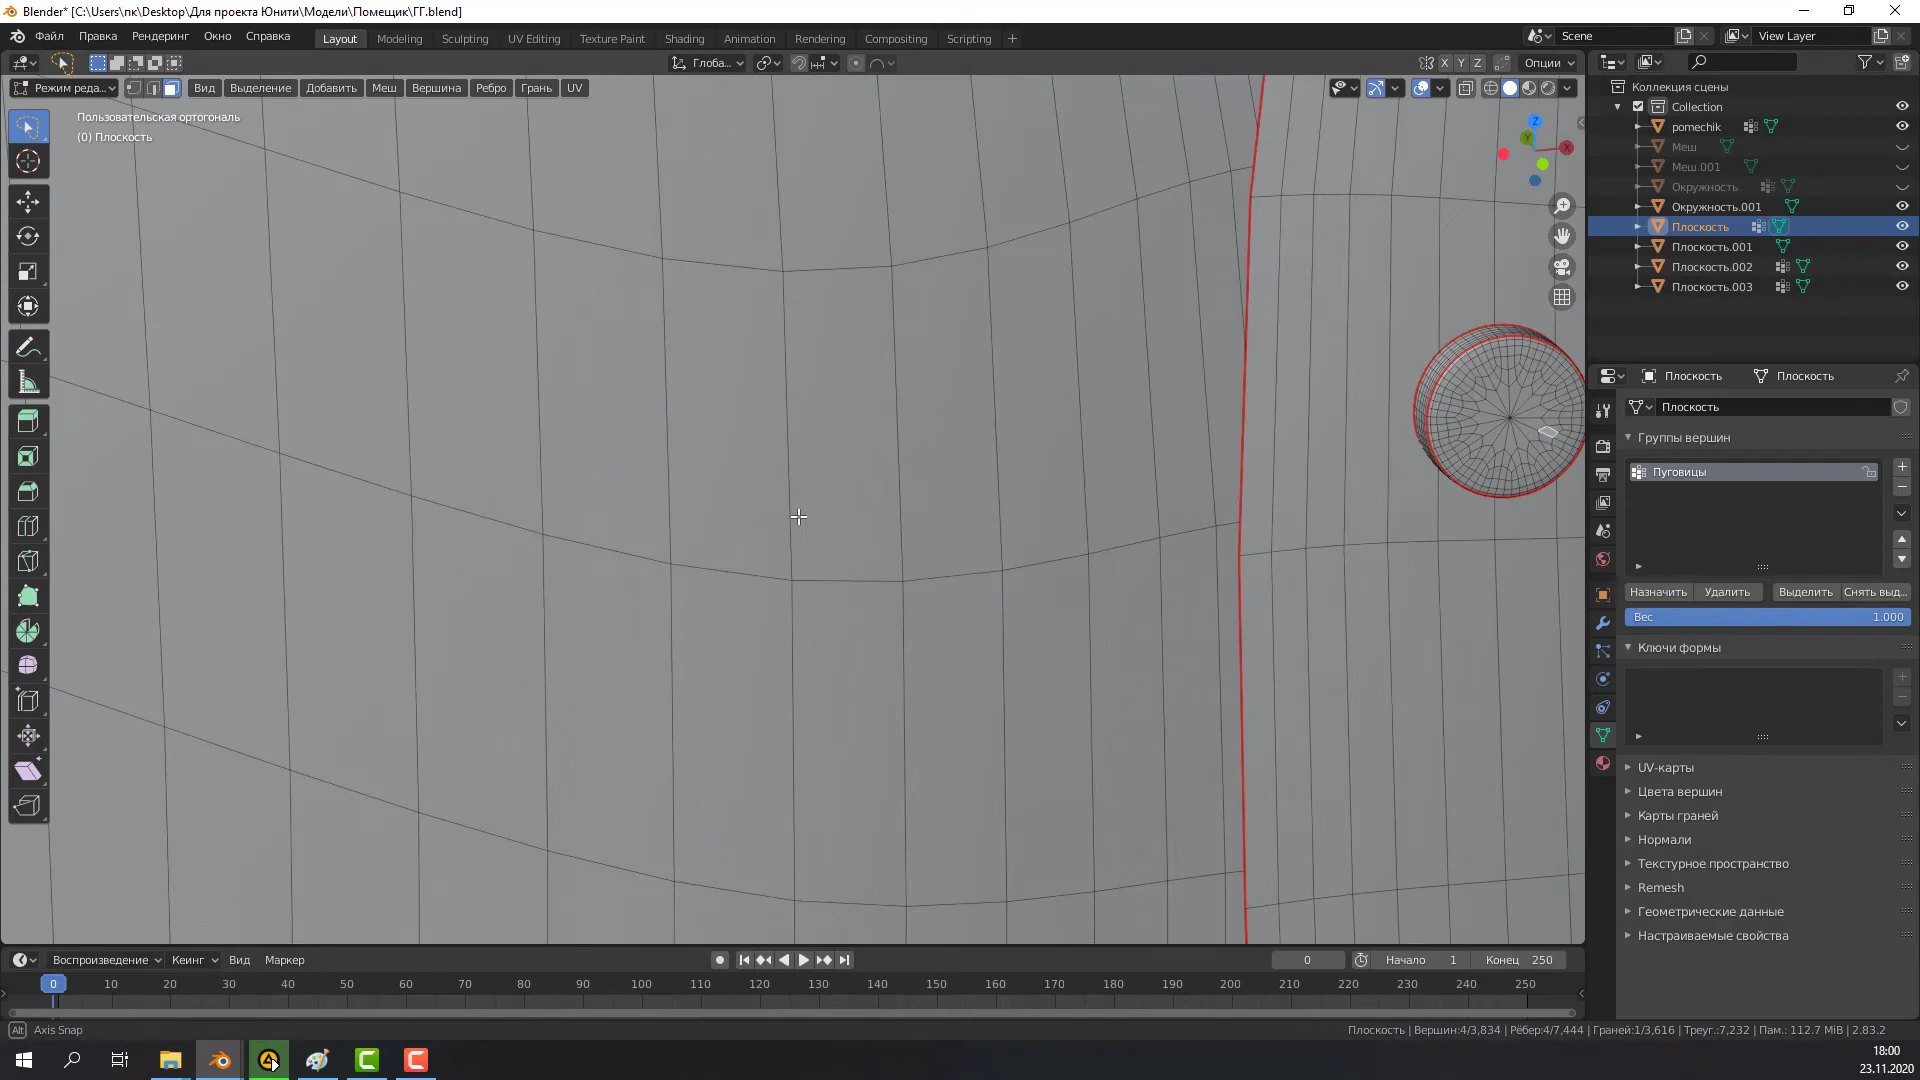 Blender* [C:\Users\пк\Desktop\Для проекта Юнити\Модели\Помещик\ГГ.blend]
Файл Правка Рендеринг Окно Справка Layout Modeling Sculpting UV Editing Texture Paint Shading Animation Rendering Compositing Scripting Scene View Layer
Глоба... X Y Z Опции
Режим реда... Вид Выделение Добавить Меш Вершина Ребро Грань UV
Пользовательская ортогональ
(0) Плоскость
Z
Y
X
Коллекция сцены
Collection
pomechik
Меш
Меш.001
Окружность
Окружность.001
Плоскость
Плоскость.001
Плоскость.002
Плоскость.003
Плоскость Плоскость
Плоскость
Группы вершин
Пуговицы
Назначить Удалить Выделить Снять выд...
Вес 1.000
Ключи формы
UV-карты
Цвета вершин
Карты граней
Нормали
Текстурное пространство
Remesh
Геометрические данные
Настраиваемые свойства
Воспроизведение Кеинг Вид Маркер 0 Начало 1 Конец 250
0 10 20 30 40 50 60 70 80 90 100 110 120 130 140 150 160 170 180 190 200 210 220 230 240 250
Alt Axis Snap Плоскость | Вершин:4/3,834 | Рёбер:4/7,444 | Граней:1/3,616 | Треуг.:7,232 | Пам.: 112.7 MiB | 2.83.2
18:00
23.11.2020